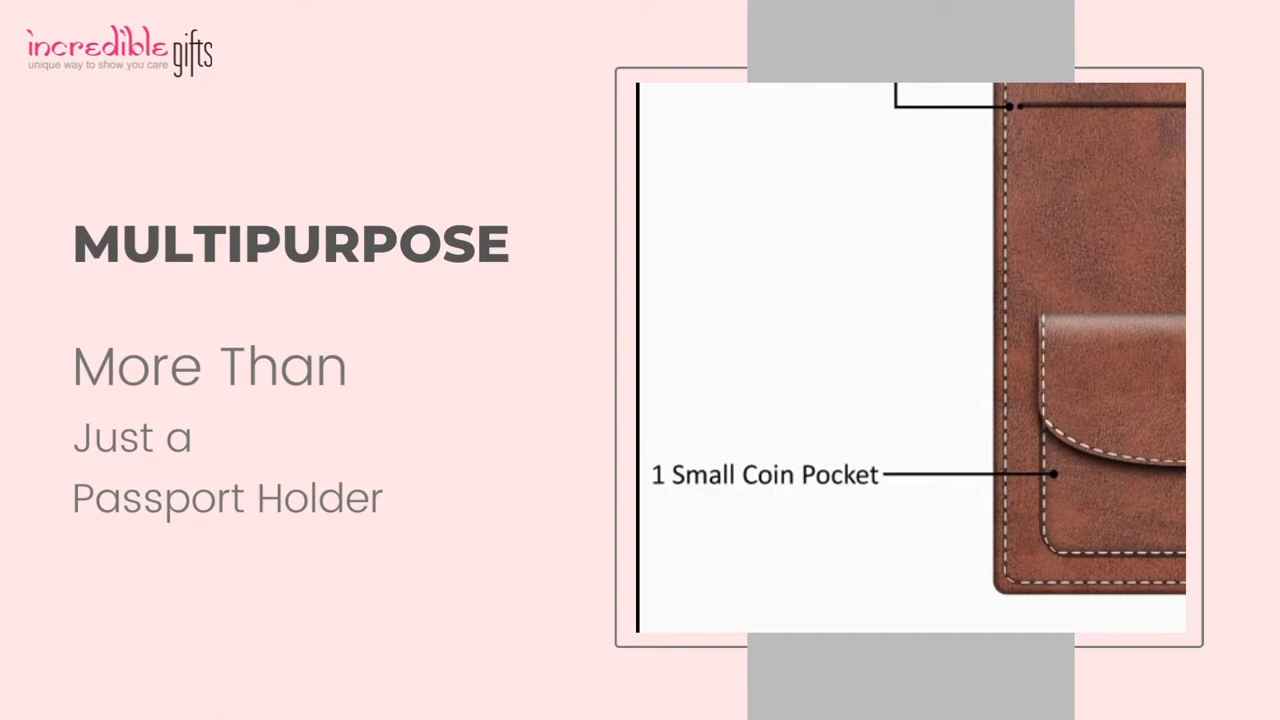 incredible gifts
unique way to show you care
MULTIPURPOSE
More Than
Just a
Passport Holder
1 Small Coin Pocket